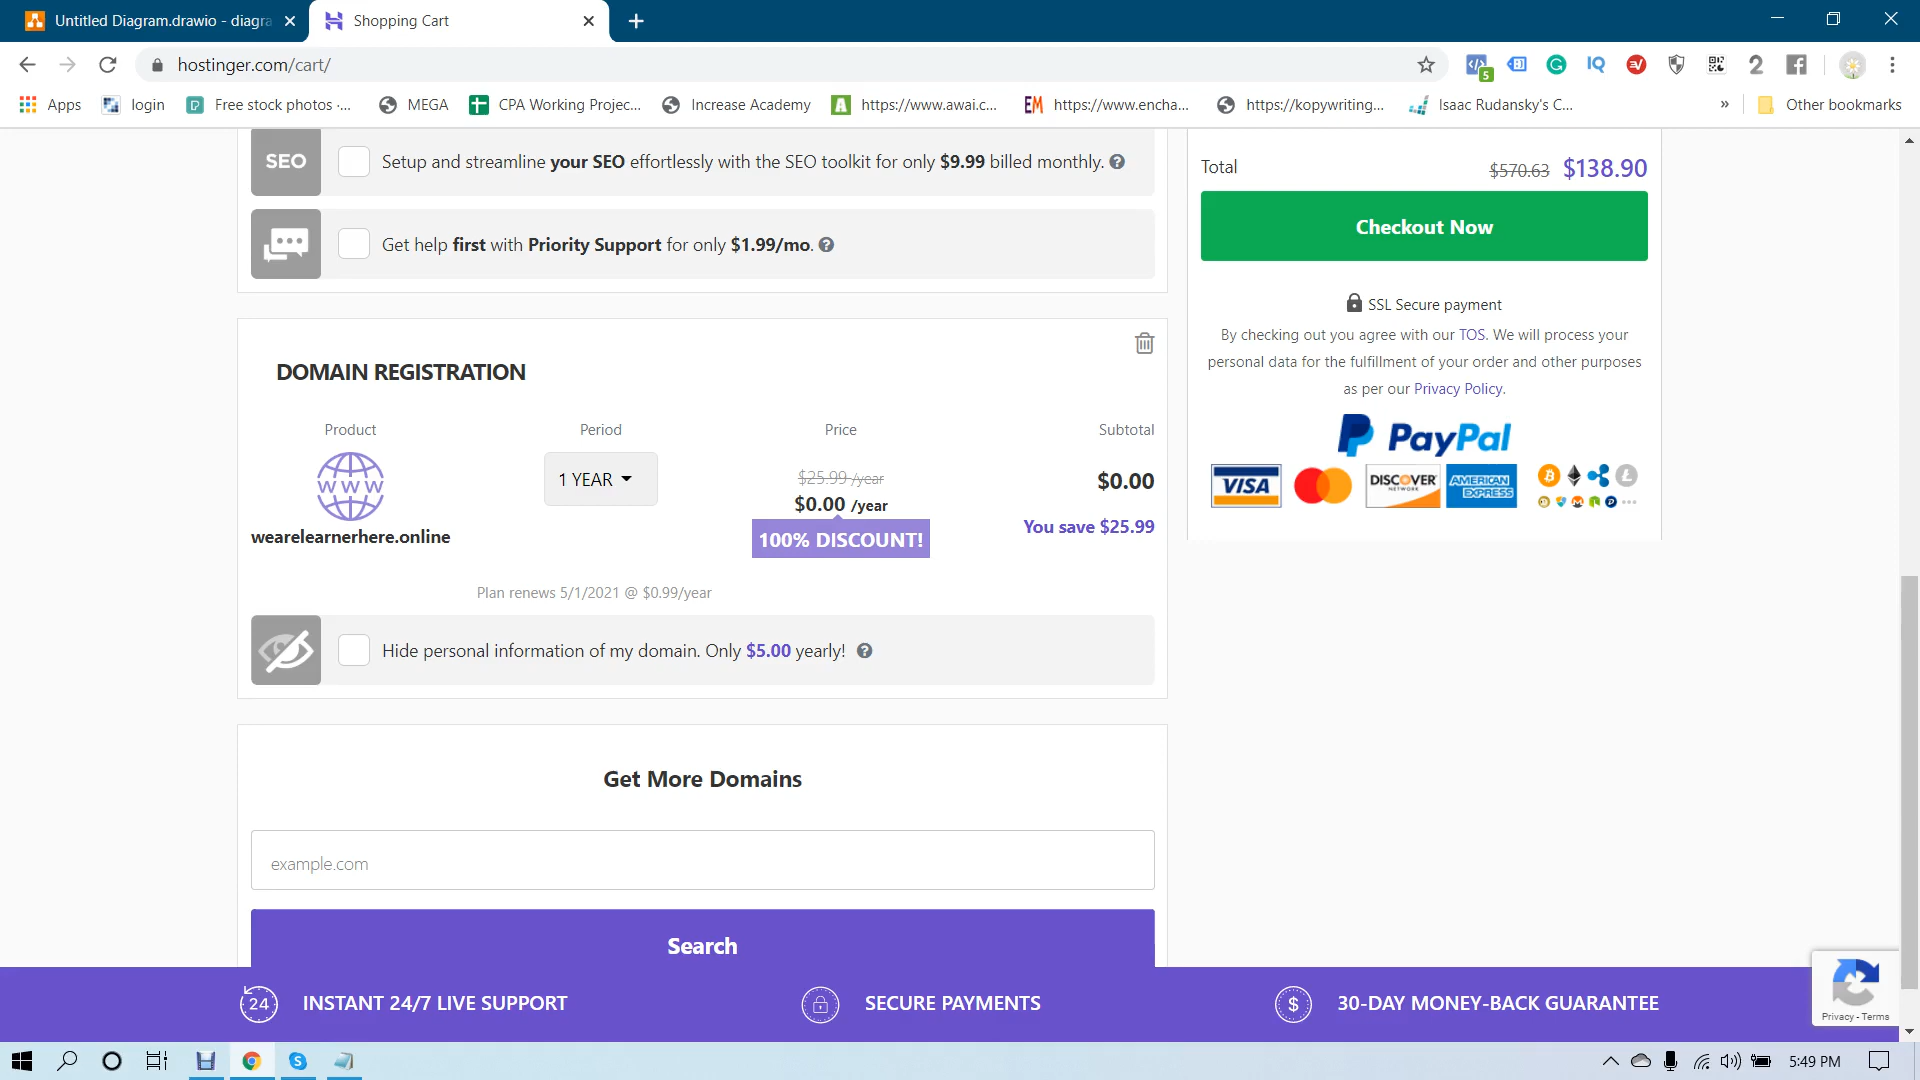 Untitled Diagram.drawio - diagra
Shopping Cart
hostinger.com/cart/
5
IQ
2
Apps
login
Free stock photos ·...
MEGA
CPA Working Projec...
Increase Academy
https://www.awai.c...
EM
https://www.encha...
https://kopywriting...
Isaac Rudansky's C...
»
Other bookmarks
SEO
Setup and streamline your SEO effortlessly with the SEO toolkit for only $9.99 billed monthly.
Get help first with Priority Support for only $1.99/mo.
Total
$570.63 $138.90
Checkout Now
SSL Secure payment
By checking out you agree with our TOS. We will process your
personal data for the fulfillment of your order and other purposes
as per our Privacy Policy.
PayPal
VISA
DISCOVER
NETWORK
AMERICAN
EXPRESS
DOMAIN REGISTRATION
Product
Period
Price
Subtotal
WWW
wearelearnerhere.online
1 YEAR
$25.99 /year
$0.00 /year
100% DISCOUNT!
$0.00
You save $25.99
Plan renews 5/1/2021 @ $0.99/year
Hide personal information of my domain. Only $5.00 yearly!
Get More Domains
example.com
Search
24
INSTANT 24/7 LIVE SUPPORT
SECURE PAYMENTS
$
30-DAY MONEY-BACK GUARANTEE
Privacy - Terms
5:49 PM